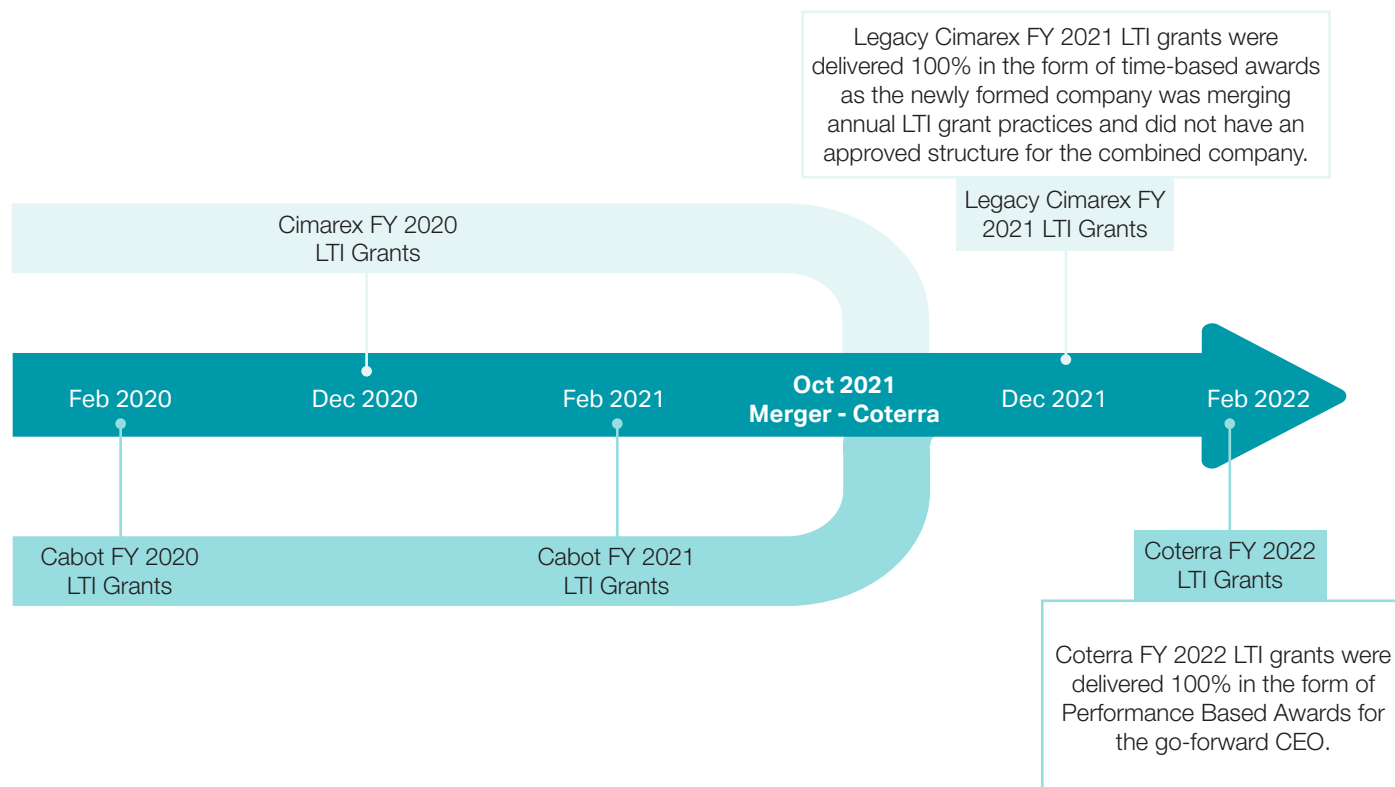 Legacy Cimarex FY 2021 LTI grants were
delivered 100% in the form of time-based awards
as the newly formed company was merging
annual LTI grant practices and did not have an
approved structure for the combined company.
Legacy Cimarex FY
2021 LTI Grants
Cimarex FY 2020
LTI Grants
Feb 2020
Dec 2020
Feb 2021
Oct 2021
Merger - Coterra
Dec 2021
Feb 2022
Cabot FY 2020
LTI Grants
Cabot FY 2021
LTI Grants
Coterra FY 2022
LTI Grants
Coterra FY 2022 LTI grants were
delivered 100% in the form of
Performance Based Awards for
the go-forward CEO.